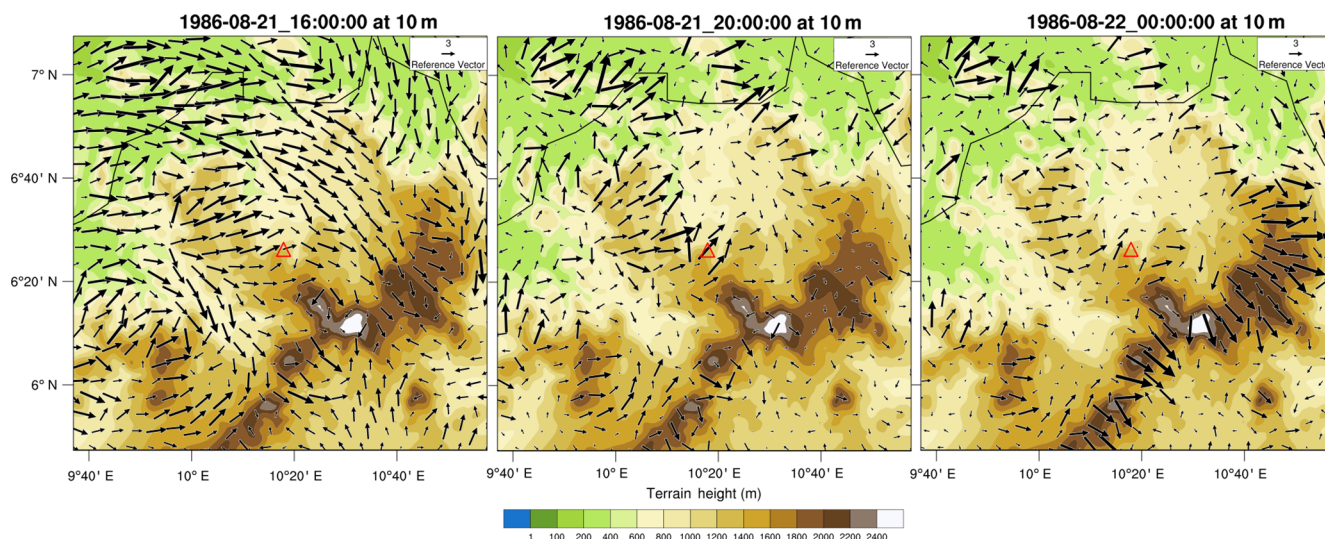 1986-08-21_16:00:00 at 10 m
1986-08-21_20:00:00 at 10 m
1986-08-22_00:00:00 at 10 m
3
Reference Vector
3
Reference Vector
3
Reference Vector
7° N
6°40' N
6°20' N
6° N
9°40' E 10° E 10°20' E 10°40' E
9°40' E 10° E 10°20' E 10°40' E
9°40' E 10° E 10°20' E 10°40' E
Terrain height (m)
1 100 200 400 600 800 1000 1200 1400 1600 1800 2000 2200 2400